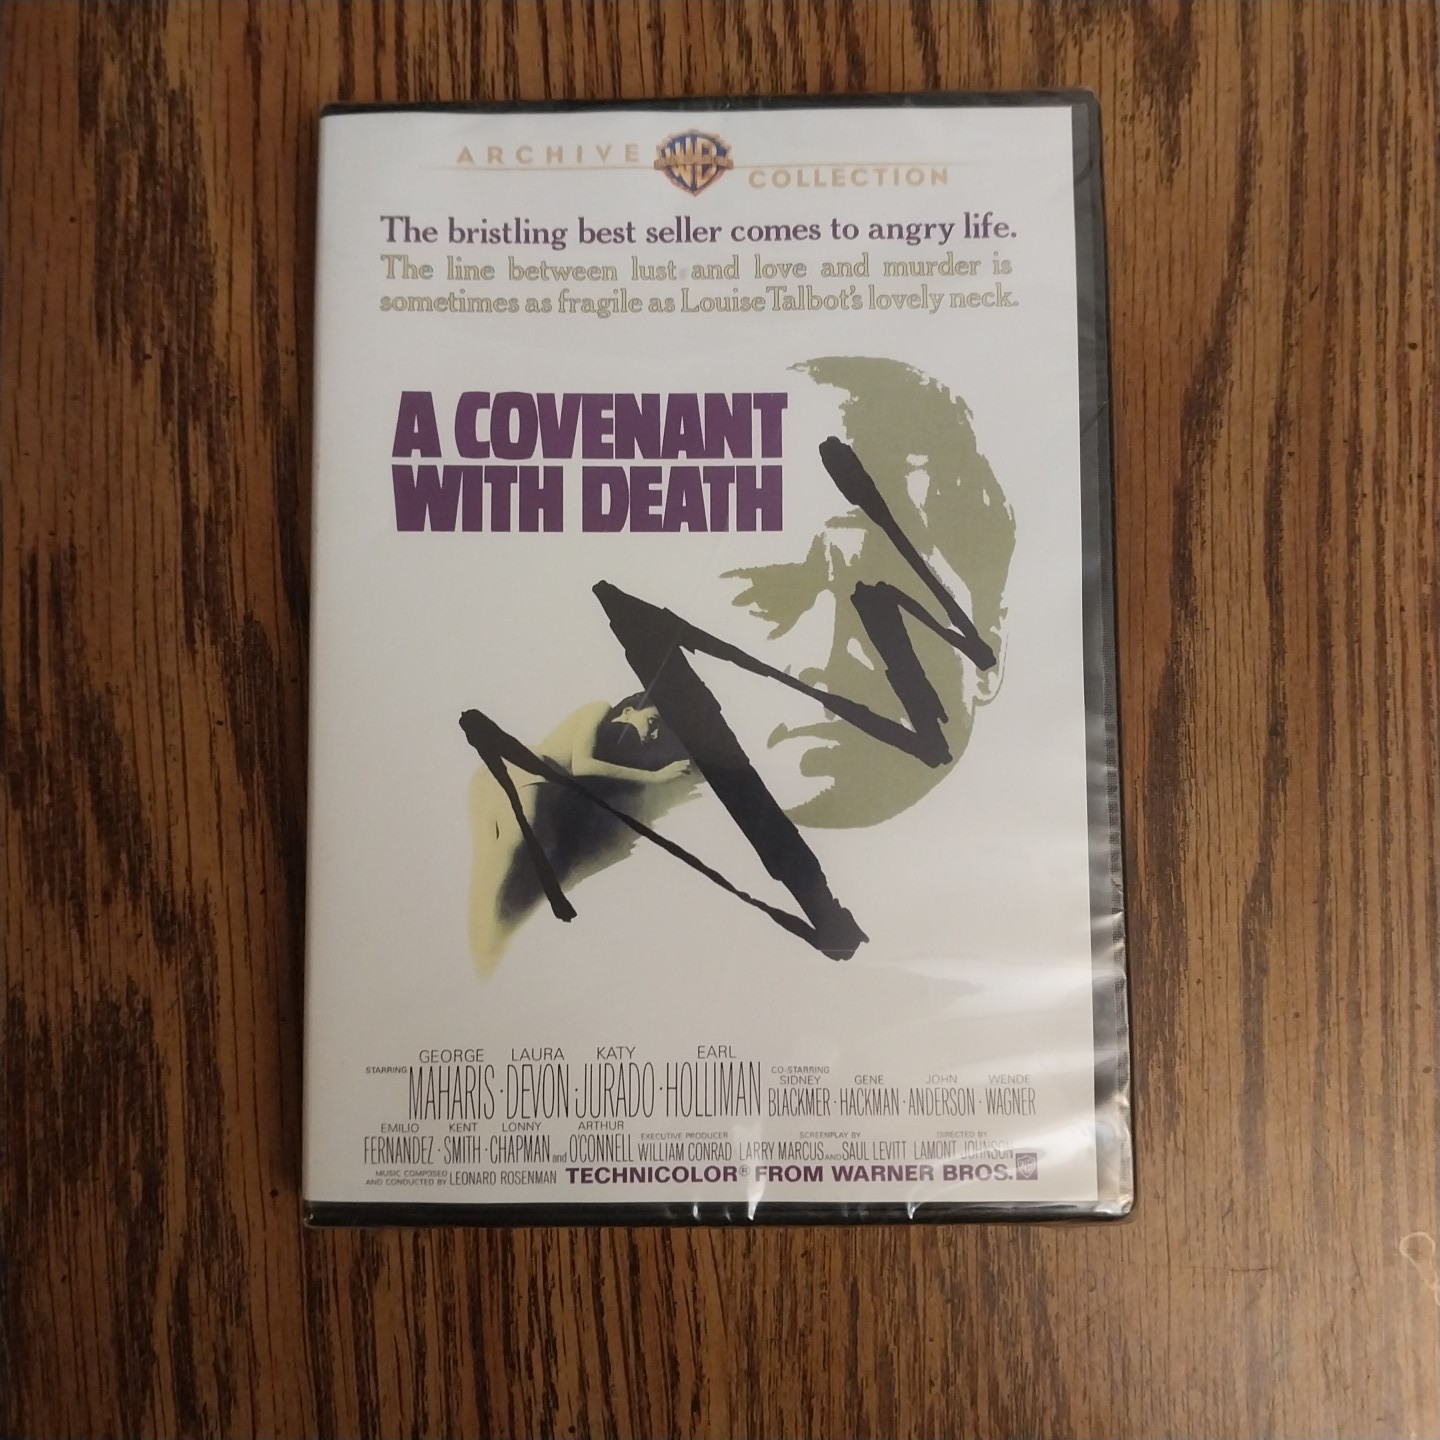 ARCHIVE WB COLLECTION
The bristling best seller comes to angry life.
The line between lust and love and murder is
sometimes as fragile as Louise Talbot's lovely neck.
A COVENANT
WITH DEATH
STARRING GEORGE MAHARIS · LAURA DEVON · KATY JURADO · EARL HOLLIMAN CO-STARRING SIDNEY BLACKMER · GENE HACKMAN · JOHN ANDERSON · WENDE WAGNER
EMILIO FERNANDEZ · KENT SMITH · LONNY CHAPMAN and ARTHUR O'CONNELL EXECUTIVE PRODUCER WILLIAM CONRAD SCREENPLAY BY LARRY MARCUS AND SAUL LEVITT DIRECTED BY LAMONT JOHNSON
MUSIC COMPOSED AND CONDUCTED BY LEONARD ROSENMAN TECHNICOLOR® FROM WARNER BROS.